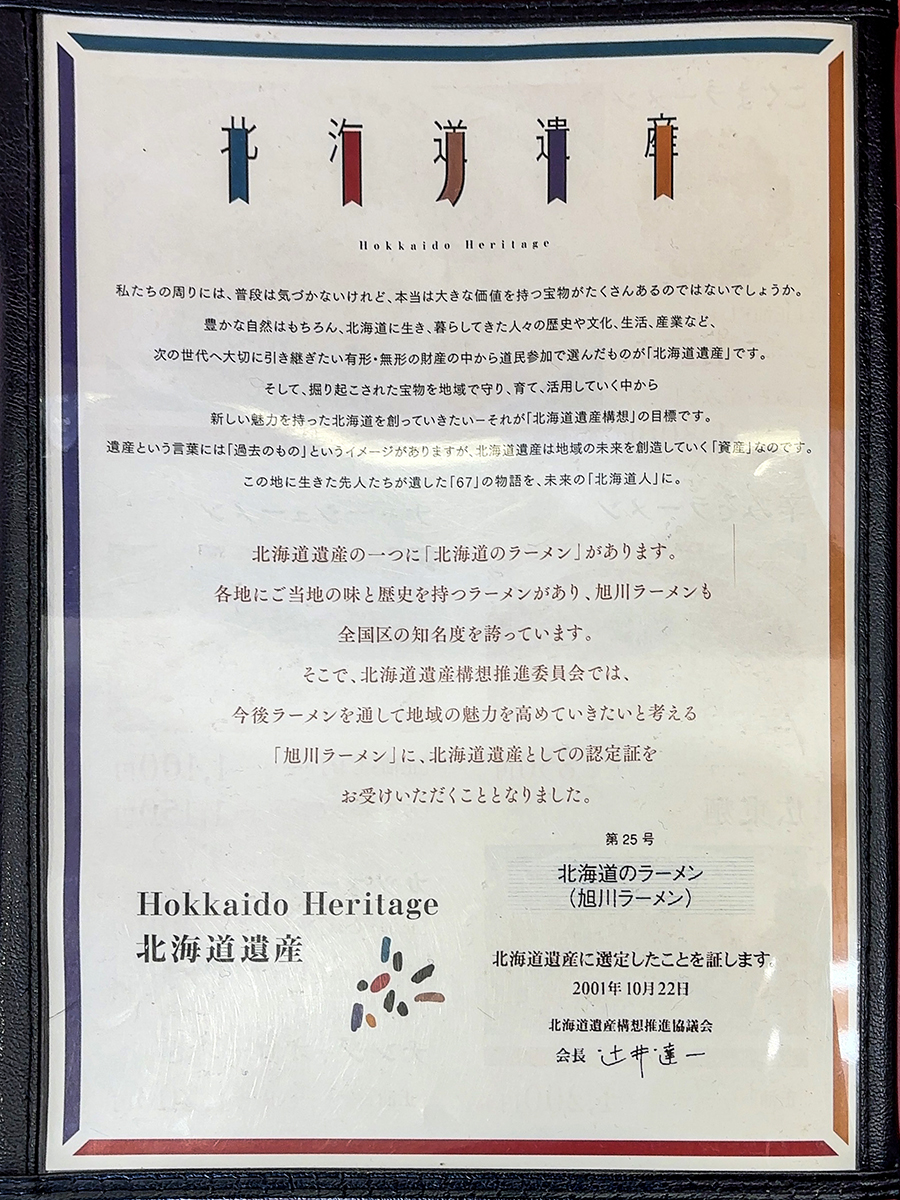 北海道遺産
Hokkaido Heritage
私たちの周りには、普段は気づかないけれど、本当は大きな価値を持つ宝物がたくさんあるのではないでしょうか。
豊かな自然はもちろん、北海道に生き、暮らしてきた人々の歴史や文化、生活、産業など、
次の世代へ大切に引き継ぎたい有形・無形の財産の中から道民参加で選んだものが「北海道遺産」です。
そして、掘り起こされた宝物を地域で守り、育て、活用していく中から
新しい魅力を持った北海道を創っていきたい－それが「北海道遺産構想」の目標です。
遺産という言葉には「過去のもの」というイメージがありますが、北海道遺産は地域の未来を創造していく「資産」なのです。
この地に生きた先人たちが遺した「67」の物語を、未来の「北海道人」に。
北海道遺産の一つに「北海道のラーメン」があります。
各地にご当地の味と歴史を持つラーメンがあり、旭川ラーメンも
全国区の知名度を誇っています。
そこで、北海道遺産構想推進委員会では、
今後ラーメンを通して地域の魅力を高めていきたいと考える
「旭川ラーメン」に、北海道遺産としての認定証を
お受けいただくこととなりました。
第25号
北海道のラーメン
（旭川ラーメン）
Hokkaido Heritage
北海道遺産
北海道遺産に選定したことを証します。
2001年10月22日
北海道遺産構想推進協議会
会長 辻井達一